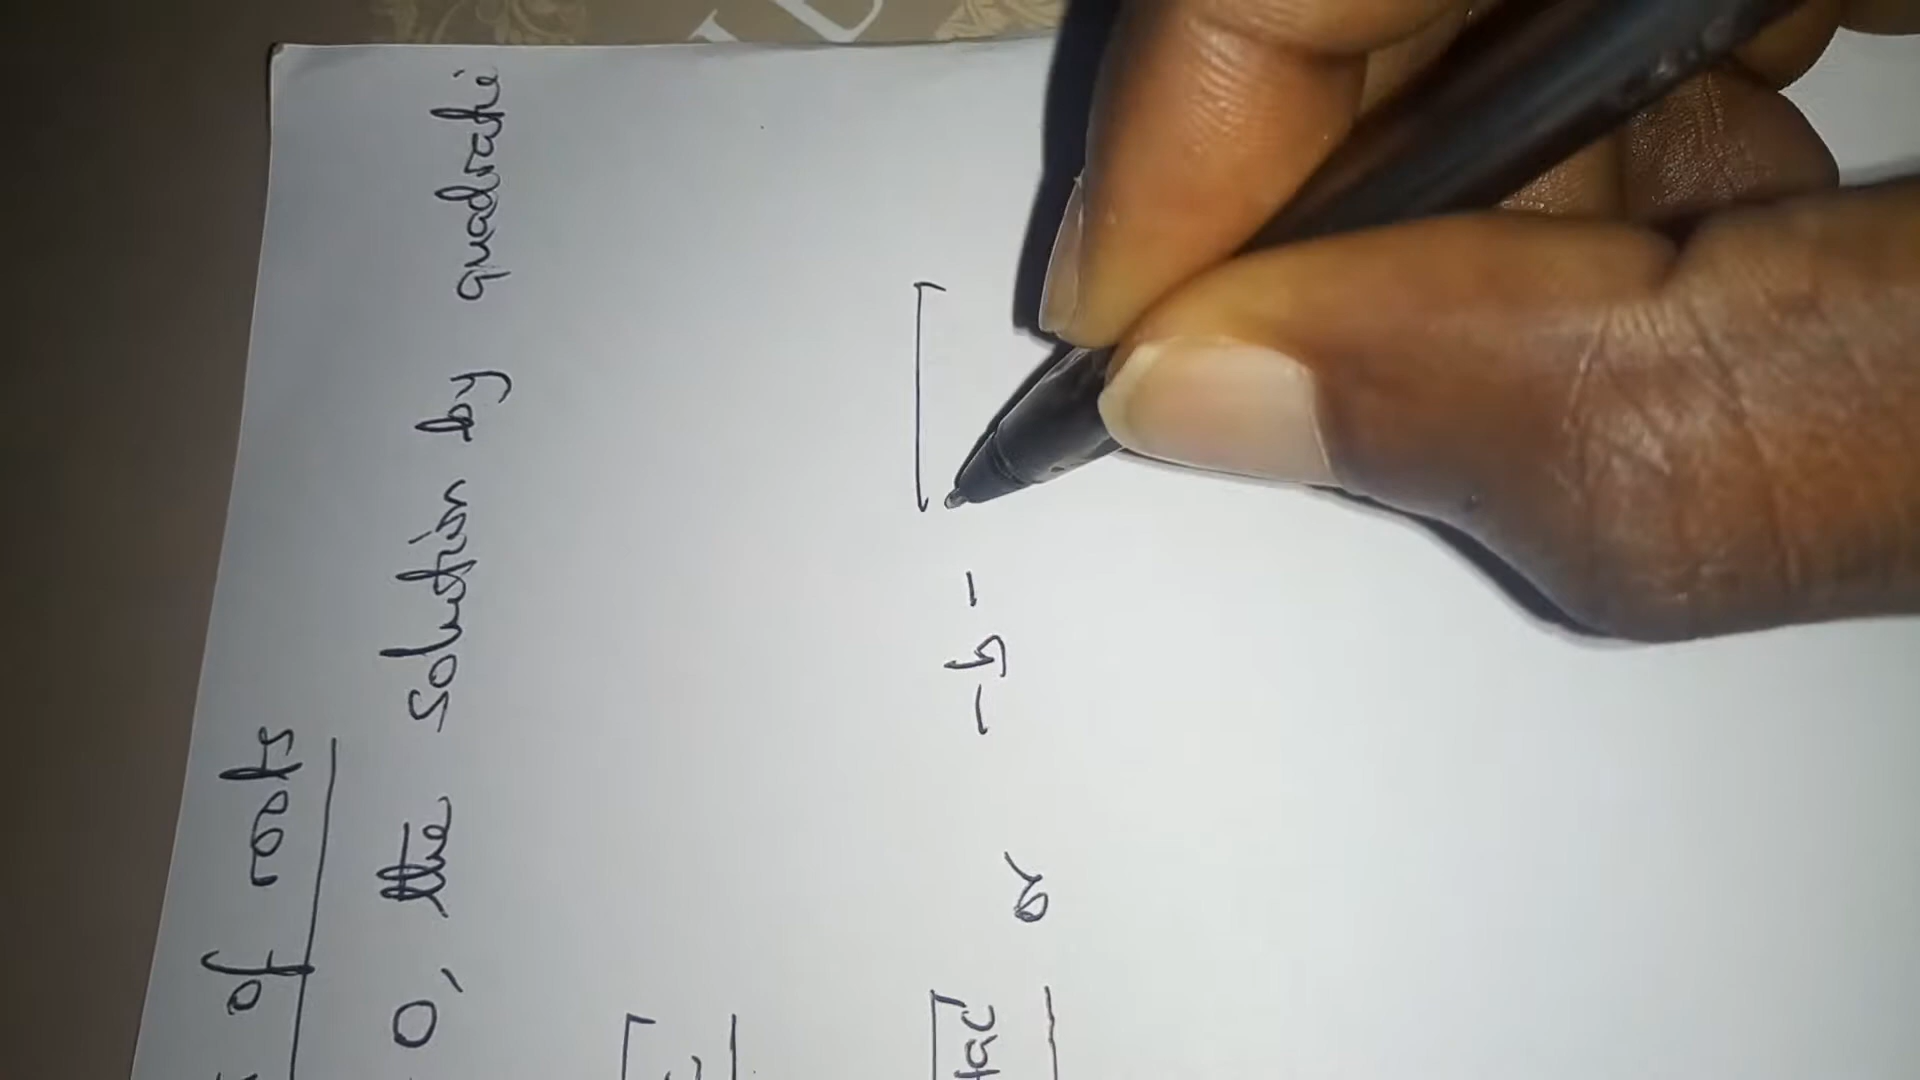 of roots
0, the solution by quadrati
4ac or -b -